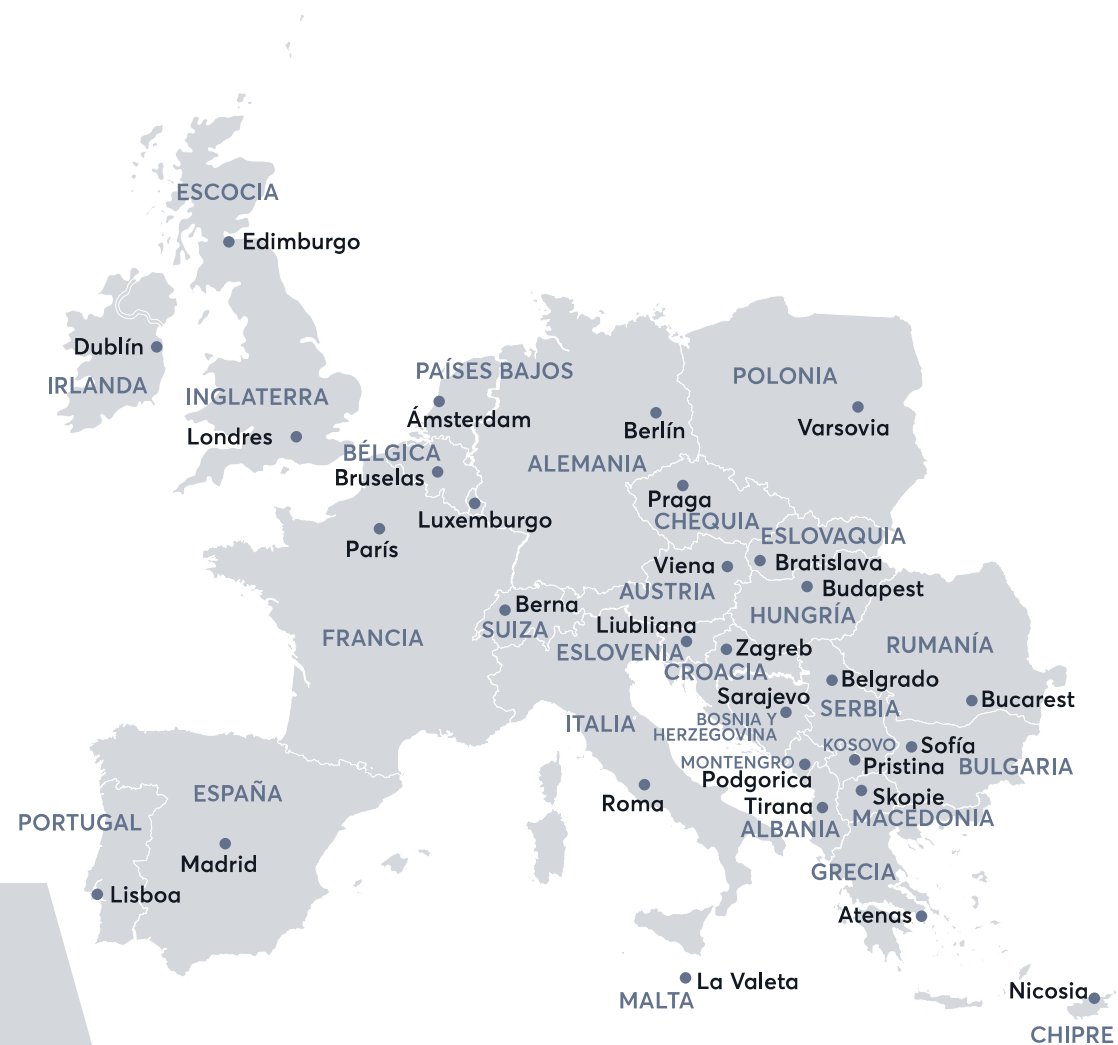 ESCOCIA
Edimburgo
Dublín
IRLANDA
INGLATERRA
Londres
PAÍSES BAJOS
Ámsterdam
BÉLGICA
Bruselas
Luxemburgo
París
FRANCIA
Berlín
ALEMANIA
POLONIA
Varsovia
Praga
CHEQUIA
ESLOVAQUIA
Bratislava
Viena
AUSTRIA
Budapest
HUNGRÍA
Berna
SUIZA
Liubliana
ESLOVENIA
Zagreb
CROACIA
RUMANÍA
Bucarest
Belgrado
SERBIA
Sarajevo
BOSNIA Y
HERZEGOVINA
ITALIA
Roma
MONTENGRO
Podgorica
KOSOVO
Pristina
Sofía
BULGARIA
Skopie
MACEDONIA
Tirana
ALBANIA
GRECIA
Atenas
ESPAÑA
Madrid
PORTUGAL
Lisboa
La Valeta
MALTA
Nicosia
CHIPRE